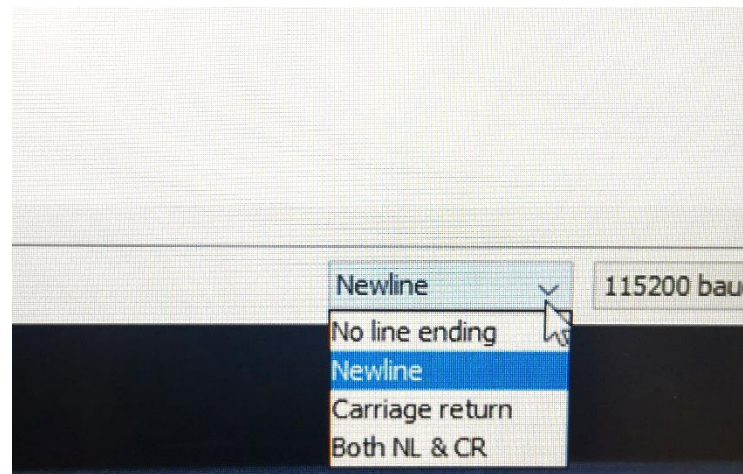 Newline 115200 bau
No line ending
Newline
Carriage return
Both NL & CR